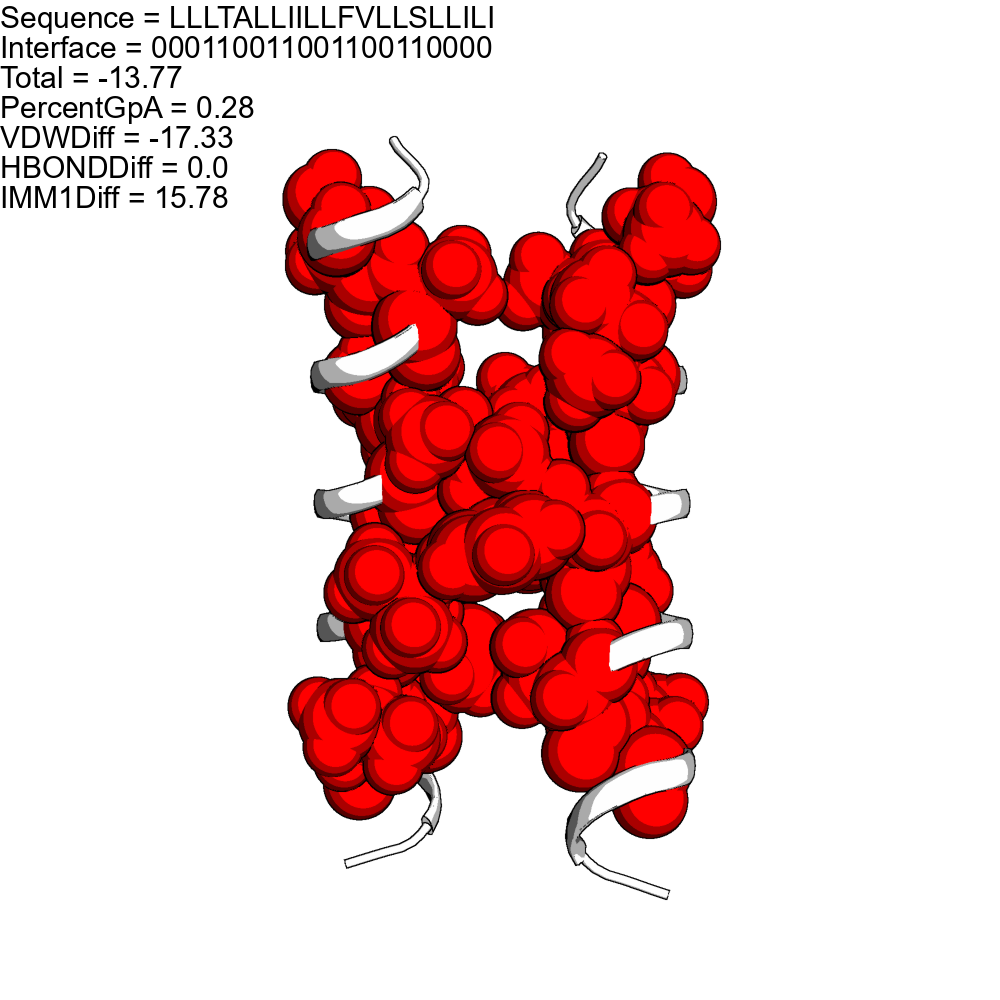 Sequence = LLLTALLIILLFVLLSLLILI
Interface = 000110011001100110000
Total = -13.77
PercentGpA = 0.28
VDWDiff = -17.33
HBONDDiff = 0.0
IMM1Diff = 15.78